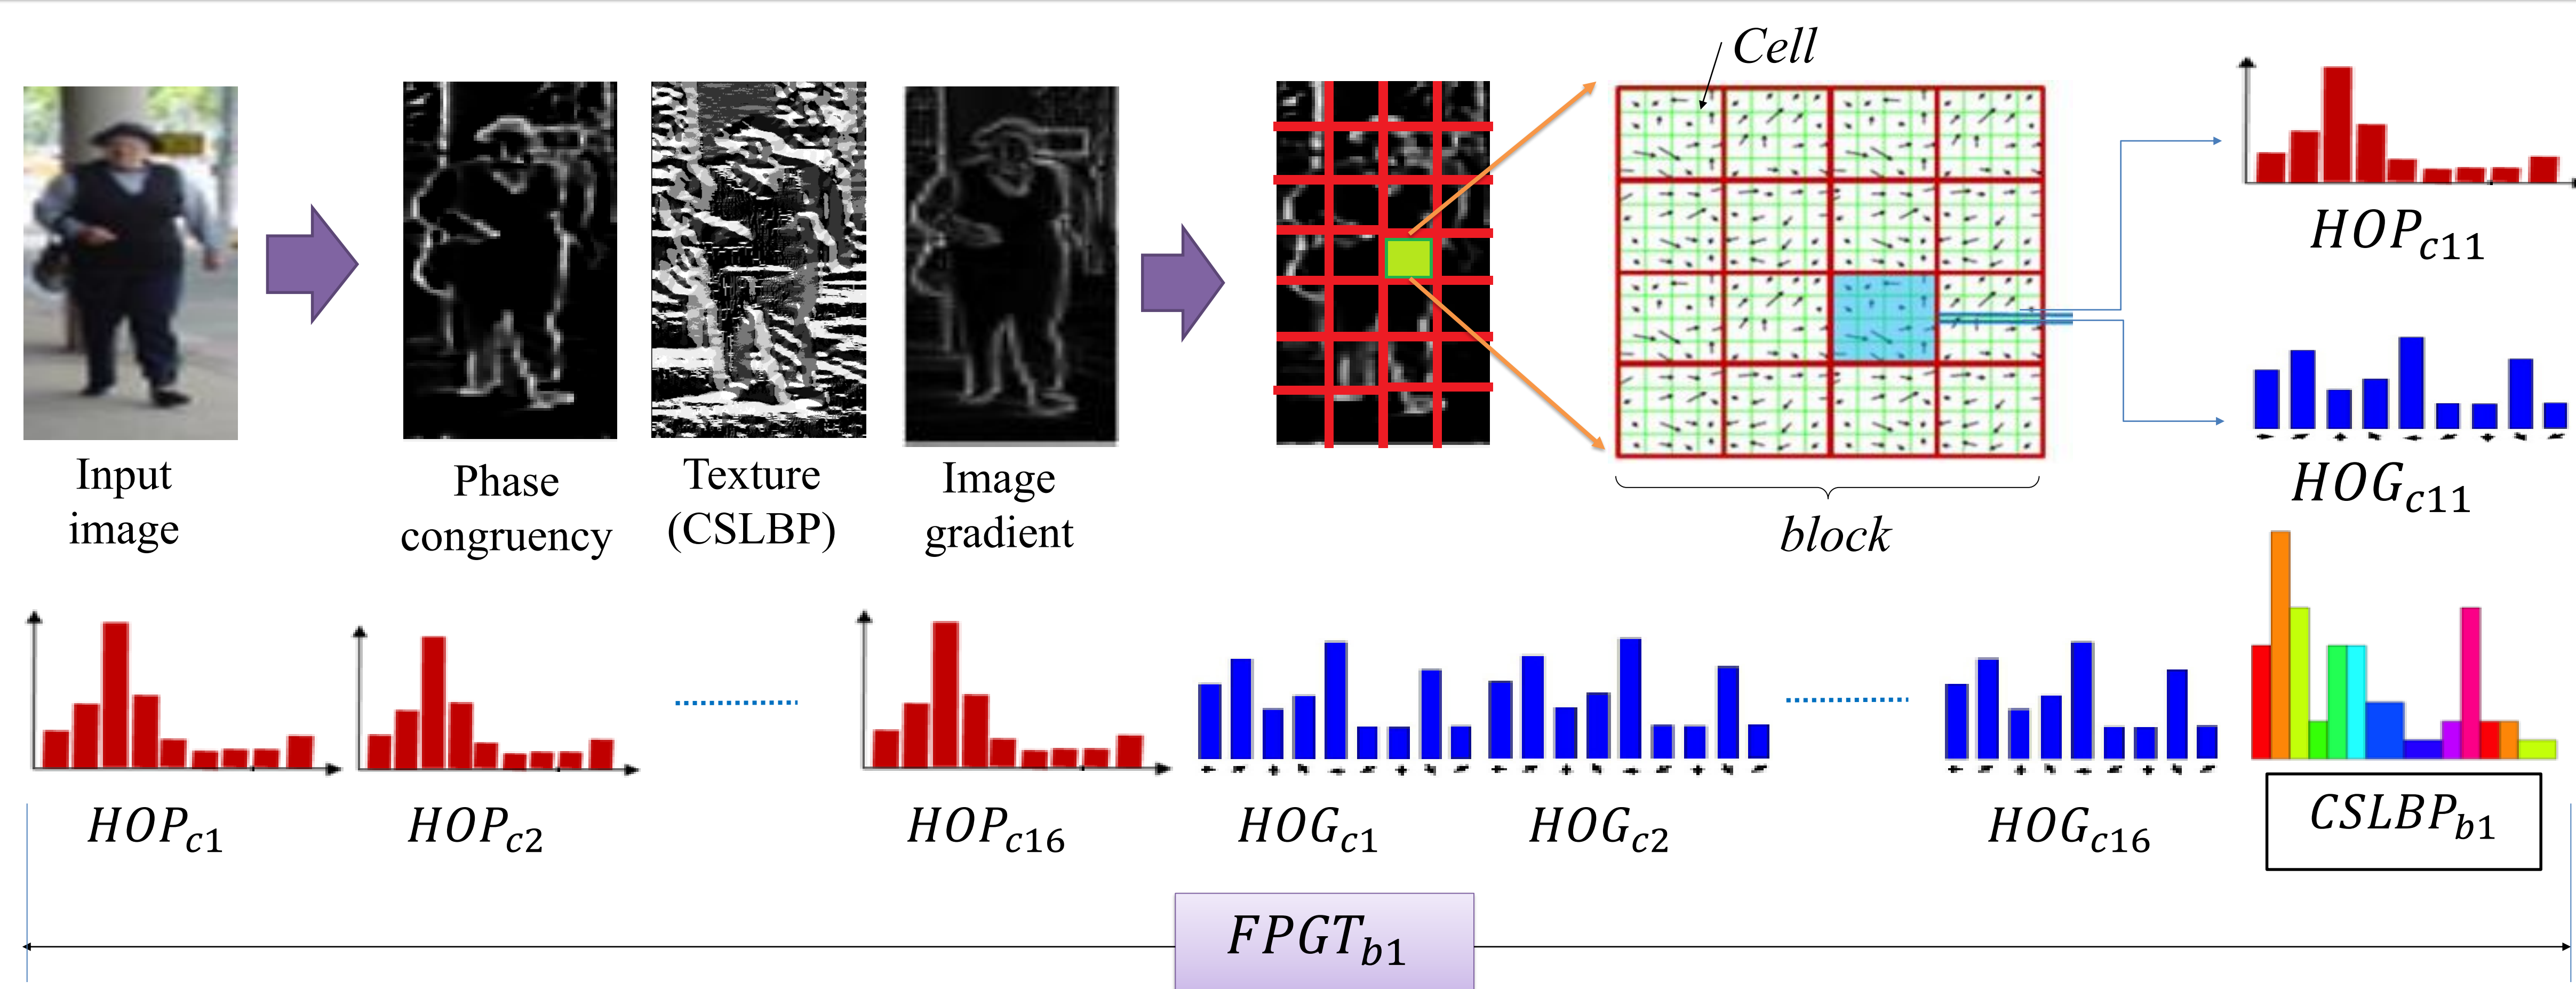 Cell
HOP_c11
Input
image
Phase
congruency
Texture
(CSLBP)
Image
gradient
block
HOG_c11
HOP_c1
HOP_c2
HOP_c16
HOG_c1
HOG_c2
HOG_c16
CSLBP_b1
FPGT_b1